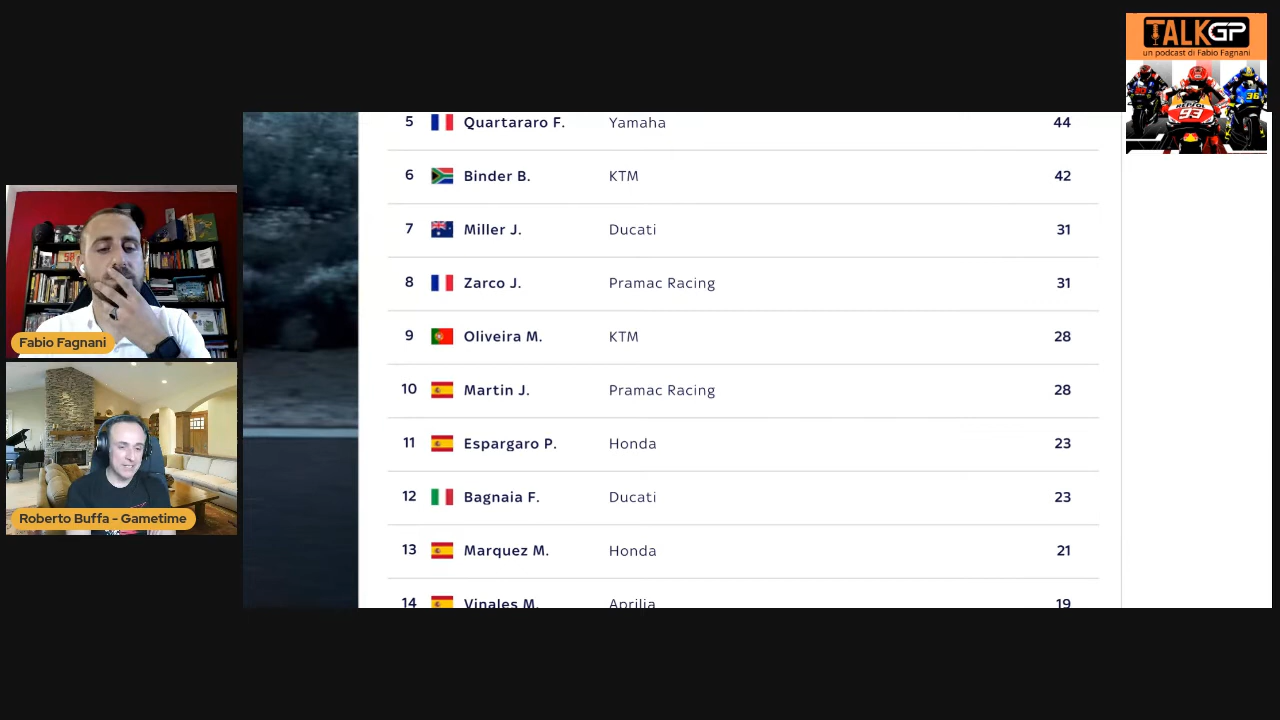 TALKGP
un podcast di Fabio Fagnani
93
36
5 Quartararo F. Yamaha 44
6 Binder B. KTM 42
7 Miller J. Ducati 31
8 Zarco J. Pramac Racing 31
9 Oliveira M. KTM 28
10 Martin J. Pramac Racing 28
11 Espargaro P. Honda 23
12 Bagnaia F. Ducati 23
13 Marquez M. Honda 21
14 Vinales M. Aprilia 19
Fabio Fagnani
Roberto Buffa - Gametime